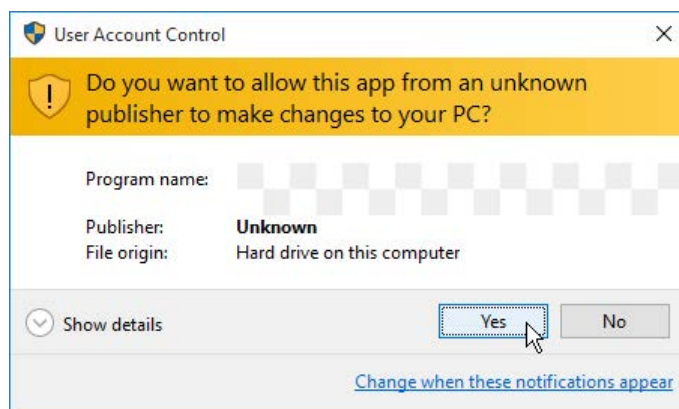 User Account Control
Do you want to allow this app from an unknown
publisher to make changes to your PC?
Program name:
Publisher: Unknown
File origin: Hard drive on this computer
Show details
Yes No
Change when these notifications appear